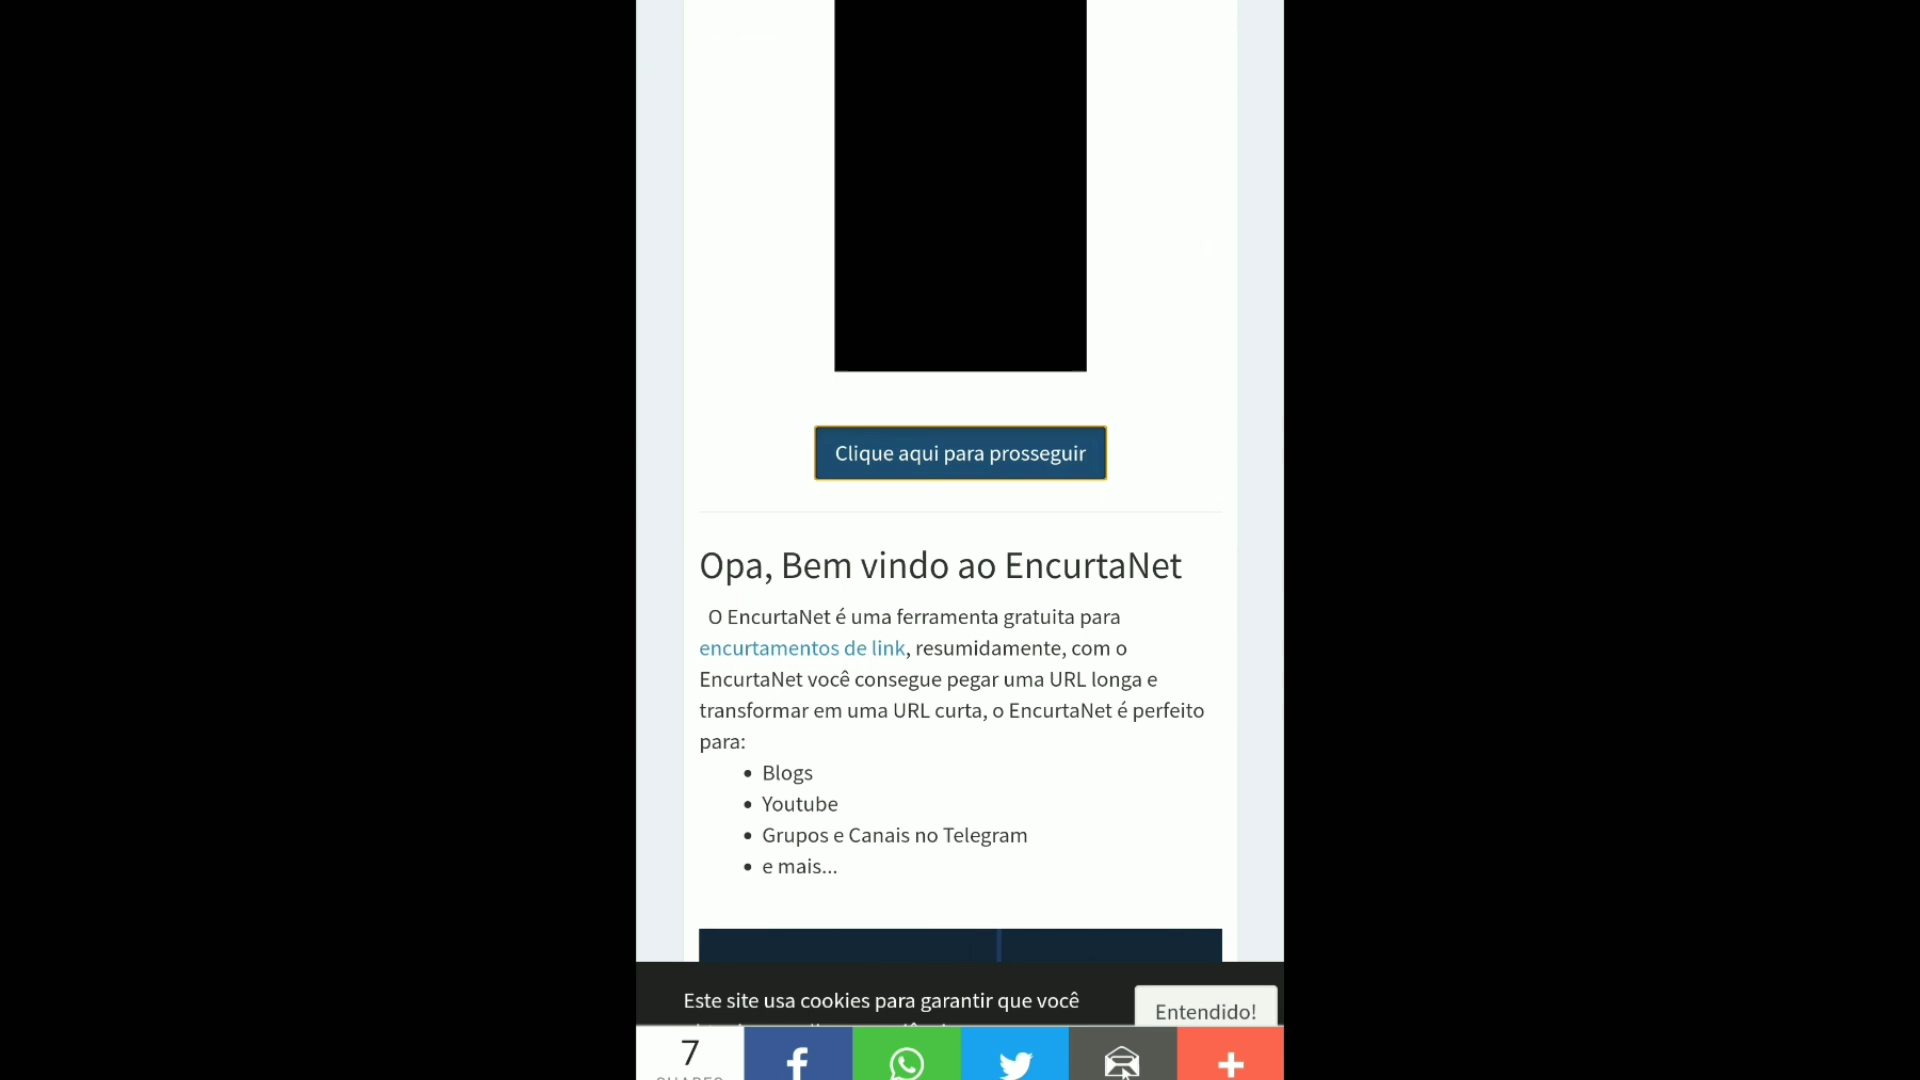 Clique aqui para prosseguir
Opa, Bem vindo ao EncurtaNet
O EncurtaNet é uma ferramenta gratuita para
encurtamentos de link, resumidamente, com o
EncurtaNet você consegue pegar uma URL longa e
transformar em uma URL curta, o EncurtaNet é perfeito
para:
• Blogs
• Youtube
• Grupos e Canais no Telegram
• e mais...
Este site usa cookies para garantir que você
Entendido!
7
SHARES